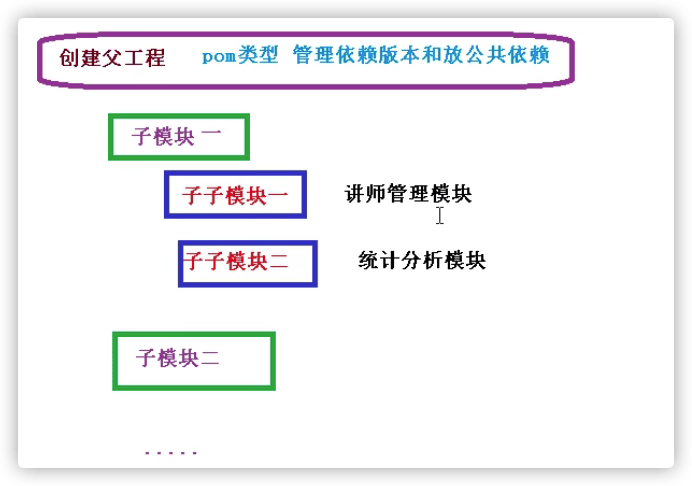 创建父工程 pom类型 管理依赖版本和放公共依赖
子模块一
子子模块一 讲师管理模块
子子模块二 统计分析模块
子模块二
.....